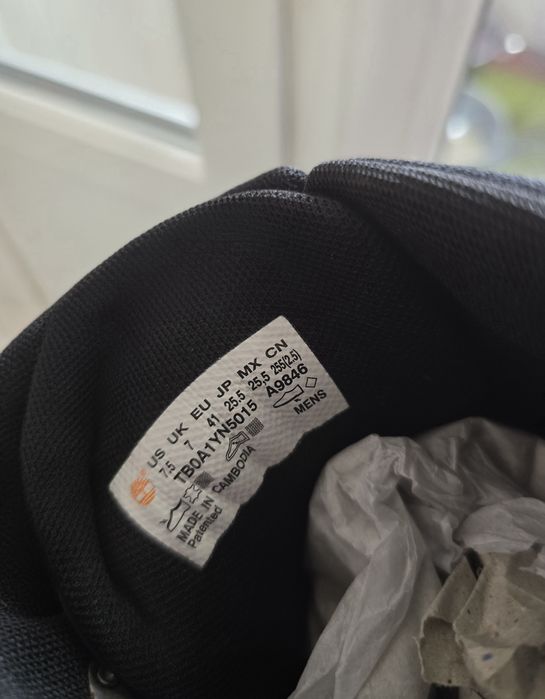 US UK EU JP MX CN
7.5 7 41 25.5 25,5 255(2.5)
TB0A1YN5015 A9846
MENS
MADE IN CAMBODIA
Patented